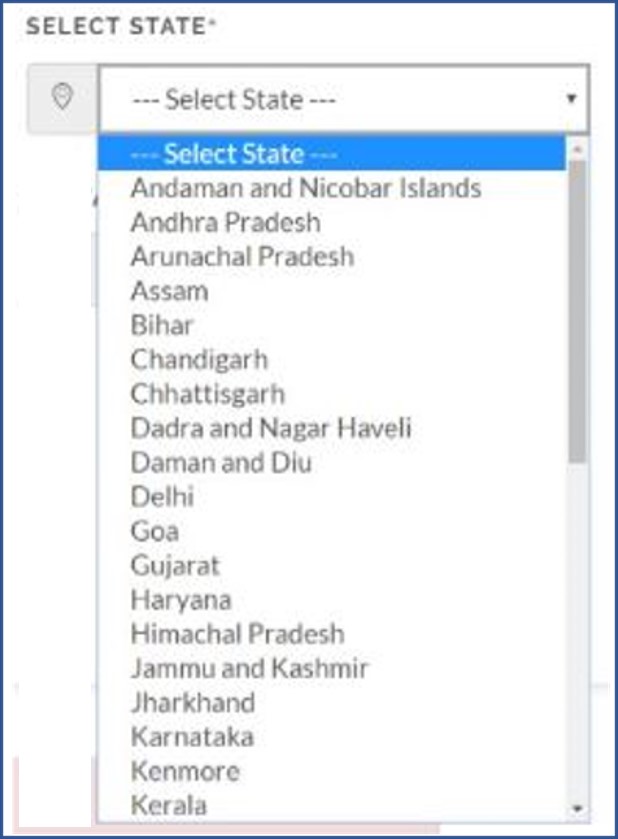 SELECT STATE*
--- Select State ---
--- Select State ---
Andaman and Nicobar Islands
Andhra Pradesh
Arunachal Pradesh
Assam
Bihar
Chandigarh
Chhattisgarh
Dadra and Nagar Haveli
Daman and Diu
Delhi
Goa
Gujarat
Haryana
Himachal Pradesh
Jammu and Kashmir
Jharkhand
Karnataka
Kenmore
Kerala